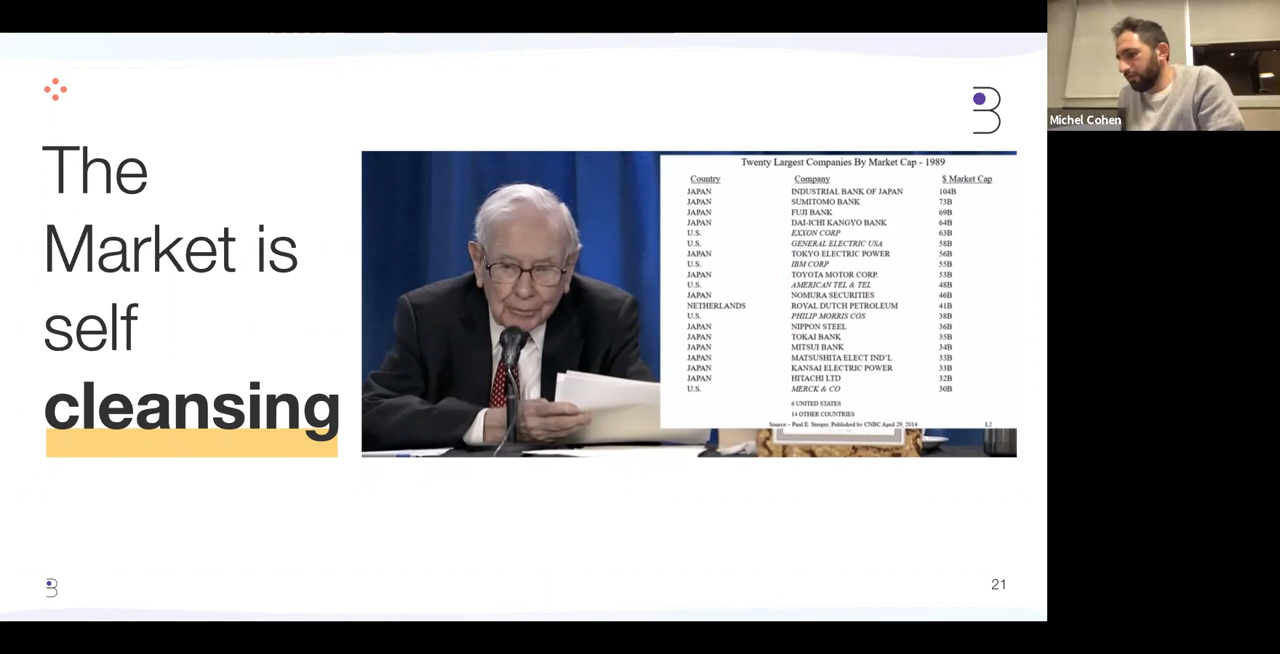 The
Market is
self
cleansing
Twenty Largest Companies By Market Cap - 1989
Country Company $ Market Cap
JAPAN INDUSTRIAL BANK OF JAPAN 104B
JAPAN SUMITOMO BANK 73B
JAPAN FUJI BANK 69B
JAPAN DAI-ICHI KANGYO BANK 64B
U.S. EXXON CORP 63B
U.S. GENERAL ELECTRIC USA 58B
JAPAN TOKYO ELECTRIC POWER 56B
U.S. IBM CORP 55B
JAPAN TOYOTA MOTOR CORP. 53B
U.S. AMERICAN TEL & TEL 48B
JAPAN NOMURA SECURITIES 46B
NETHERLANDS ROYAL DUTCH PETROLEUM 41B
U.S. PHILIP MORRIS COS 38B
JAPAN NIPPON STEEL 36B
JAPAN TOKAI BANK 35B
JAPAN MITSUI BANK 34B
JAPAN MATSUSHITA ELECT IND'L 33B
JAPAN KANSAI ELECTRIC POWER 33B
JAPAN HITACHI LTD 32B
U.S. MERCK & CO 30B
6 UNITED STATES
14 OTHER COUNTRIES
Source – Paul E. Steiger, Published by CNBC April 29, 2014 L2
21
Michel Cohen